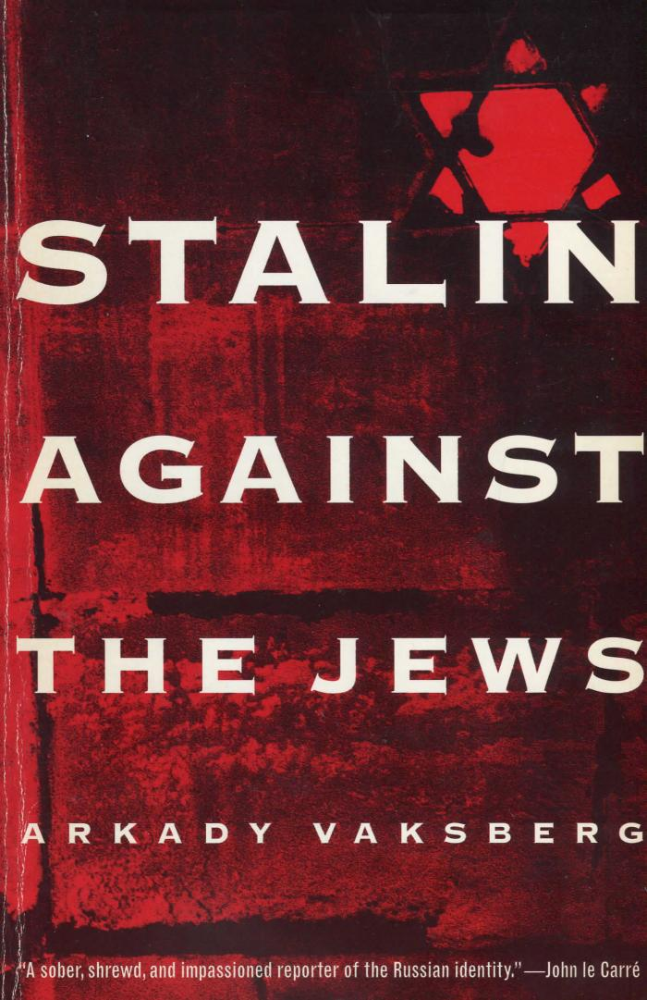 STALIN
AGAINST
THE JEWS
ARKADY VAKSBERG
“A sober, shrewd, and impassioned reporter of the Russian identity.”—John le Carré